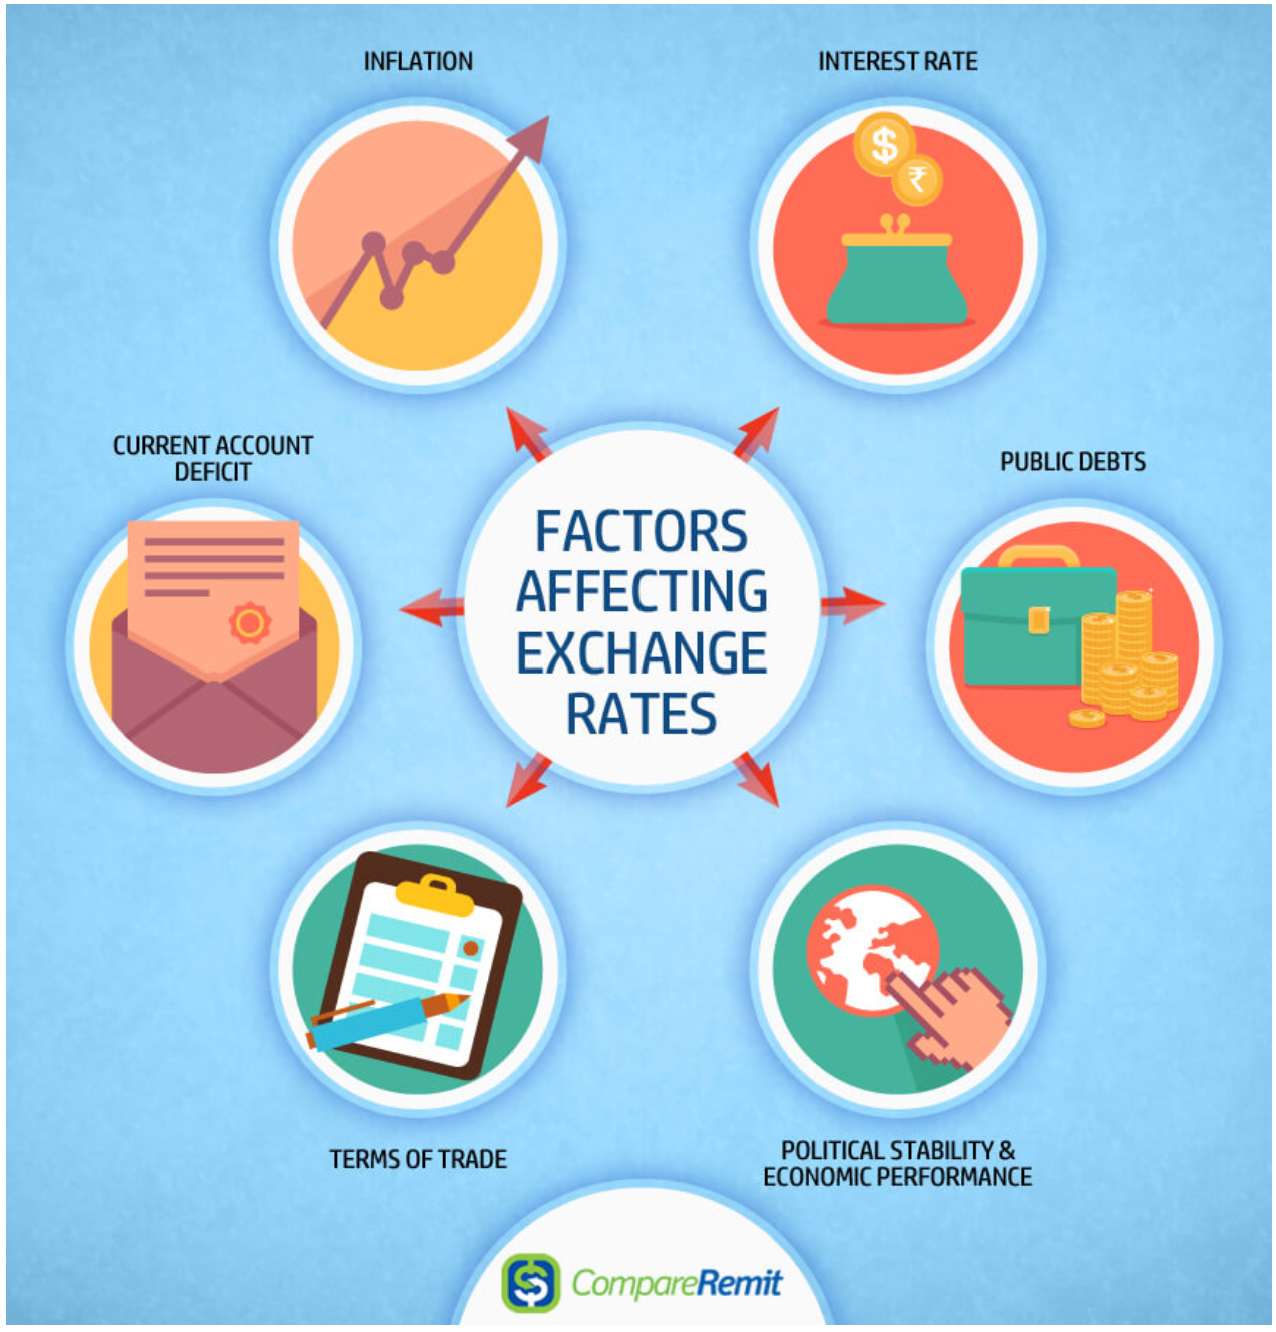 INFLATION
INTEREST RATE
$
₹
CURRENT ACCOUNT
DEFICIT
PUBLIC DEBTS
FACTORS
AFFECTING
EXCHANGE
RATES
TERMS OF TRADE
POLITICAL STABILITY &
ECONOMIC PERFORMANCE
$ CompareRemit